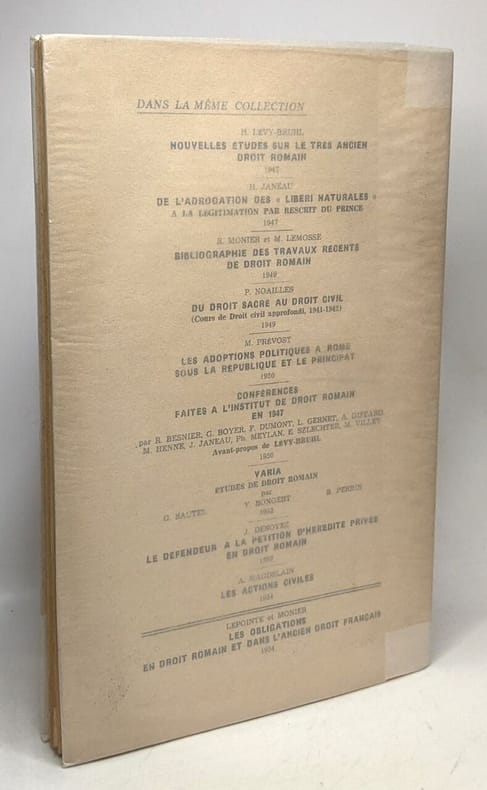 DANS LA MÊME COLLECTION
H. LÉVY-BRUHL
NOUVELLES ÉTUDES SUR LE TRÈS ANCIEN
DROIT ROMAIN
1947
H. JANEAU
DE L'ADROGATION DES « LIBERI NATURALES »
A LA LÉGITIMATION PAR RESCRIT DU PRINCE
1947
R. MONIER et M. LEMOSSE
BIBLIOGRAPHIE DES TRAVAUX RÉCENTS
DE DROIT ROMAIN
1949
P. NOAILLES
DU DROIT SACRÉ AU DROIT CIVIL
(Cours de Droit civil approfondi, 1941-1942)
1949
M. PRÉVOST
LES ADOPTIONS POLITIQUES A ROME
SOUS LA RÉPUBLIQUE ET LE PRINCIPAT
1950
CONFÉRENCES
FAITES A L'INSTITUT DE DROIT ROMAIN
EN 1947
par R. BESNIER, G. BOYER, F. DUMONT, L. GERNET, A. GIFFARD,
M. HENNE, J. JANEAU, Ph. MEYLAN, E. SZLECHTER, M. VILLEY
Avant-propos de LÉVY-BRUHL
1950
VARIA
ÉTUDES DE DROIT ROMAIN
par
G. SAUTEL Y. BONGERT B. PERRIN
1952
J. DENOYEZ
LE DÉFENDEUR A LA PÉTITION D'HÉRÉDITÉ PRIVÉE
EN DROIT ROMAIN
A. MAGDELAIN
LES ACTIONS CIVILES
1954
LEPOINTE et MONIER
LES OBLIGATIONS
EN DROIT ROMAIN ET DANS L'ANCIEN DROIT FRANÇAIS
1954